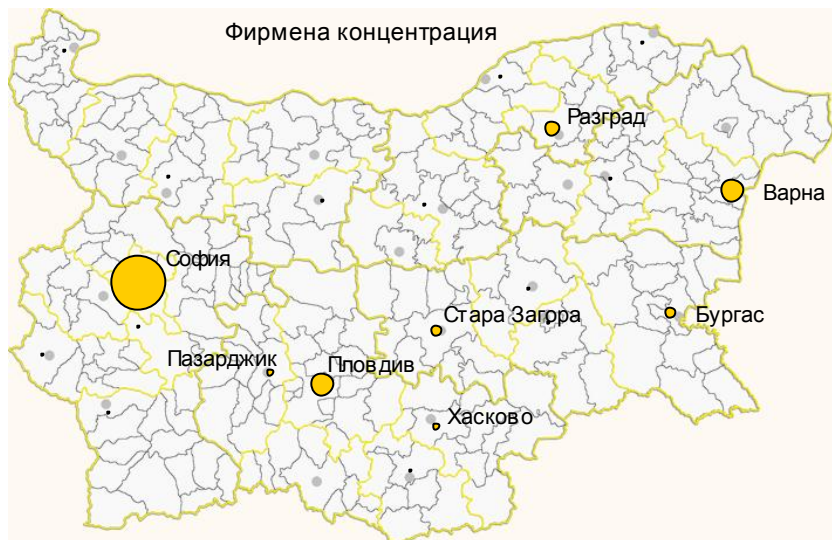 Фирмена концентрация
Разград
Варна
София
Стара Загора
Бургас
Пазарджик
Пловдив
Хасково